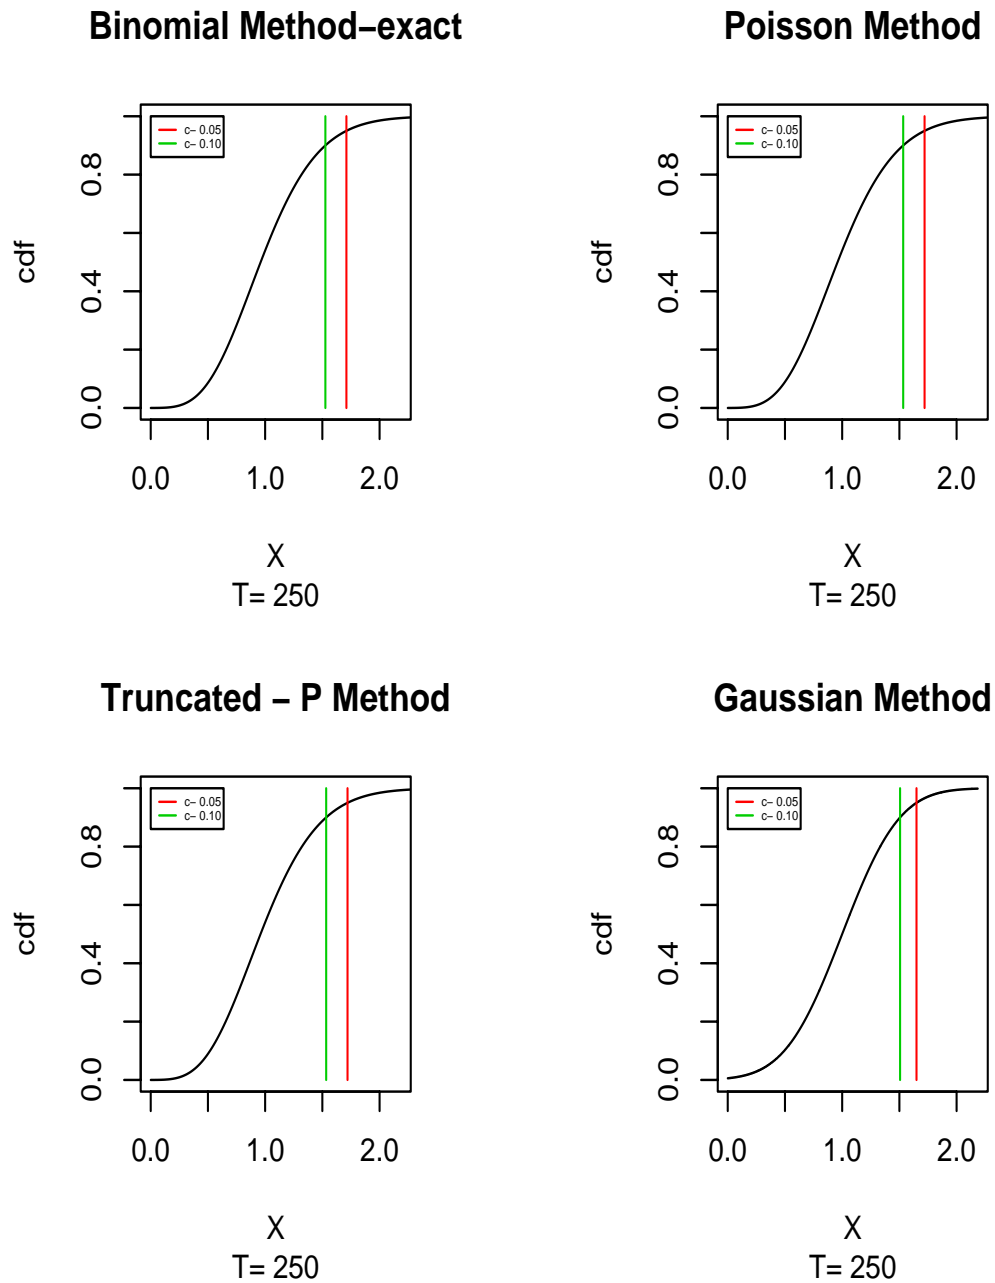 Binomial Method–exact
c– 0.05
c– 0.10
cdf
0.0 0.4 0.8
0.0 1.0 2.0
X
T= 250
Poisson Method
c– 0.05
c– 0.10
cdf
0.0 0.4 0.8
0.0 1.0 2.0
X
T= 250
Truncated – P Method
c– 0.05
c– 0.10
cdf
0.0 0.4 0.8
0.0 1.0 2.0
X
T= 250
Gaussian Method
c– 0.05
c– 0.10
cdf
0.0 0.4 0.8
0.0 1.0 2.0
X
T= 250